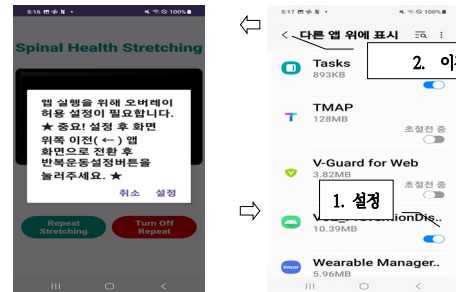 5:16
100%
Spinal Health Stretching
앱 실행을 위해 오버레이
허용 설정이 필요합니다.
★ 중요! 설정 후 화면
위쪽 이전( ← ) 앱
화면으로 전환 후
반복운동설정버튼을
눌러주세요. ★
취소 설정
Repeat
Stretching
Turn Off
Repeat
5:17
100%
다른 앱 위에 표시
2. 이전
Tasks
893KB
TMAP
128MB
초절전 중
V-Guard for Web
3.82MB
초절전 중
1. 설정
10.39MB
Wearable Manager..
Wear
5.96MB